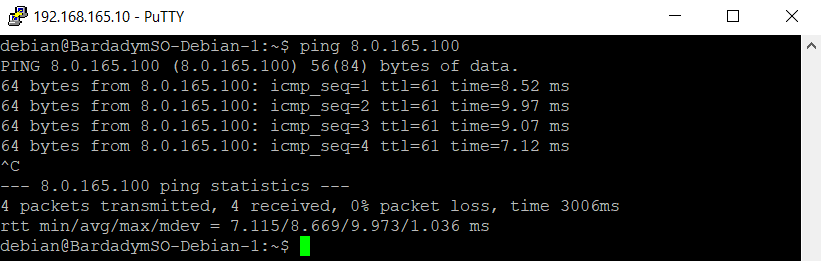 192.168.165.10 - PuTTY
debian@BardadymSO-Debian-1:~$ ping 8.0.165.100
PING 8.0.165.100 (8.0.165.100) 56(84) bytes of data.
64 bytes from 8.0.165.100: icmp_seq=1 ttl=61 time=8.52 ms
64 bytes from 8.0.165.100: icmp_seq=2 ttl=61 time=9.97 ms
64 bytes from 8.0.165.100: icmp_seq=3 ttl=61 time=9.07 ms
64 bytes from 8.0.165.100: icmp_seq=4 ttl=61 time=7.12 ms
^C
--- 8.0.165.100 ping statistics ---
4 packets transmitted, 4 received, 0% packet loss, time 3006ms
rtt min/avg/max/mdev = 7.115/8.669/9.973/1.036 ms
debian@BardadymSO-Debian-1:~$